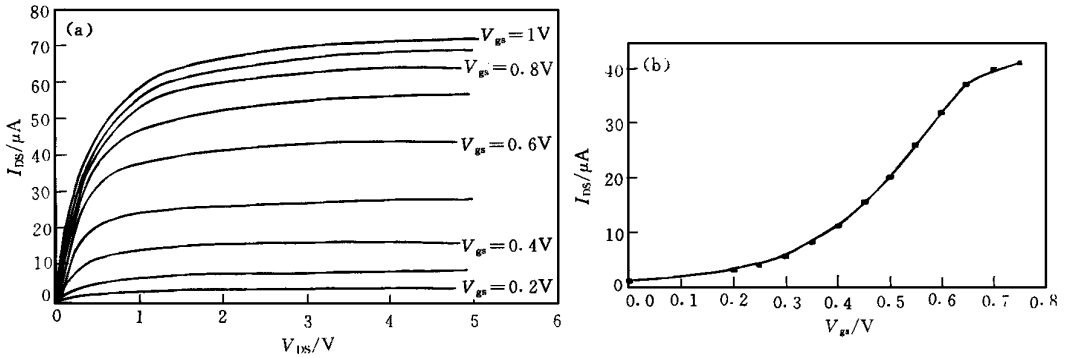 (a)
80
70
60
50
40
30
20
10
0
I_DS/μA
0 1 2 3 4 5 6
V_DS/V
V_gs=1V
V_gs=0.8V
V_gs=0.6V
V_gs=0.4V
V_gs=0.2V
(b)
40
30
20
10
0
I_DS/μA
0.0 0.1 0.2 0.3 0.4 0.5 0.6 0.7 0.8
V_gs/V